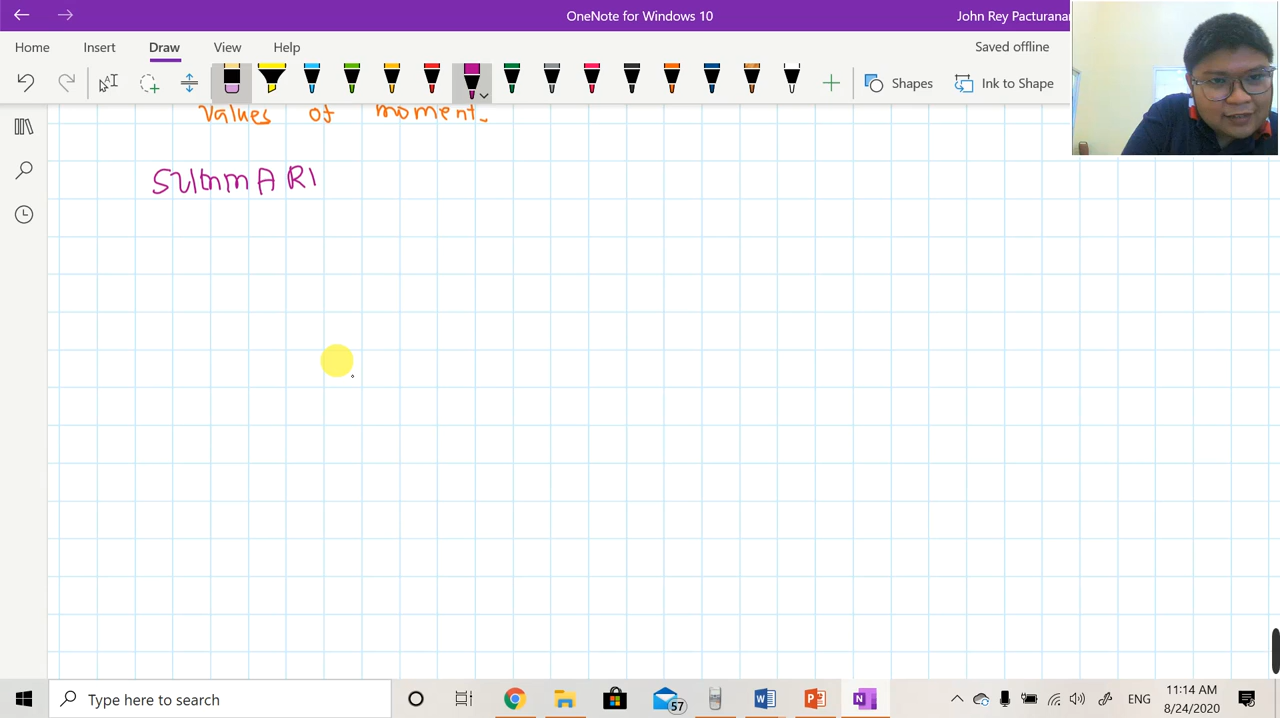 OneNote for Windows 10
John Rey Pacturana
Home Insert Draw View Help
Saved offline
Shapes
Ink to Shape
values of moment.
SUMMARI
Type here to search
57
ENG
11:14 AM
8/24/2020